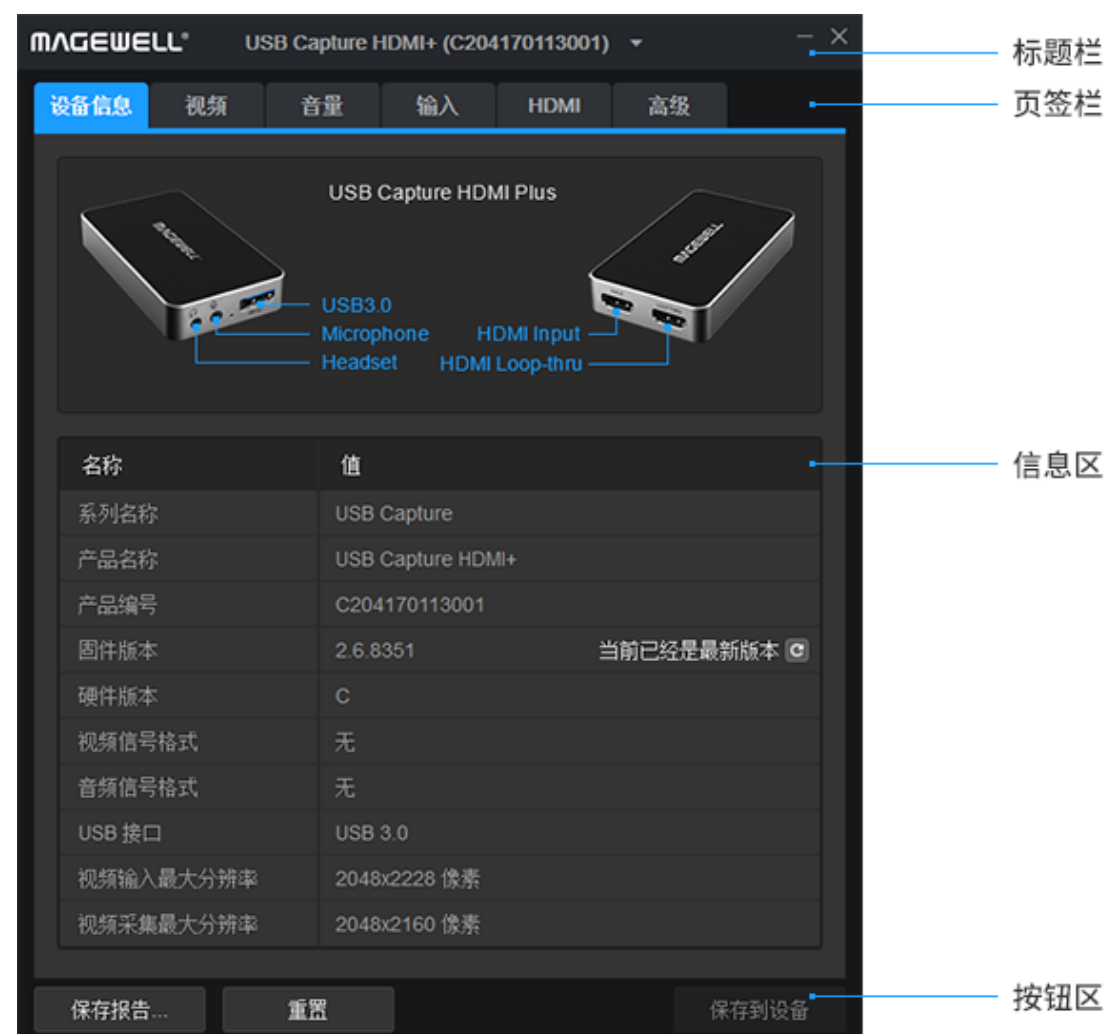 MAGEWELL® USB Capture HDMI+ (C204170113001)
标题栏
设备信息 视频 音量 输入 HDMI 高级
页签栏
USB Capture HDMI Plus
MAGEWELL
MAGEWELL
USB3.0
Microphone HDMI Input
Headset HDMI Loop-thru
名称 值
信息区
系列名称 USB Capture
产品名称 USB Capture HDMI+
产品编号 C204170113001
固件版本 2.6.8351 当前已经是最新版本
硬件版本 C
视频信号格式 无
音频信号格式 无
USB 接口 USB 3.0
视频输入最大分辨率 2048x2228 像素
视频采集最大分辨率 2048x2160 像素
保存报告... 重置 保存到设备
按钮区